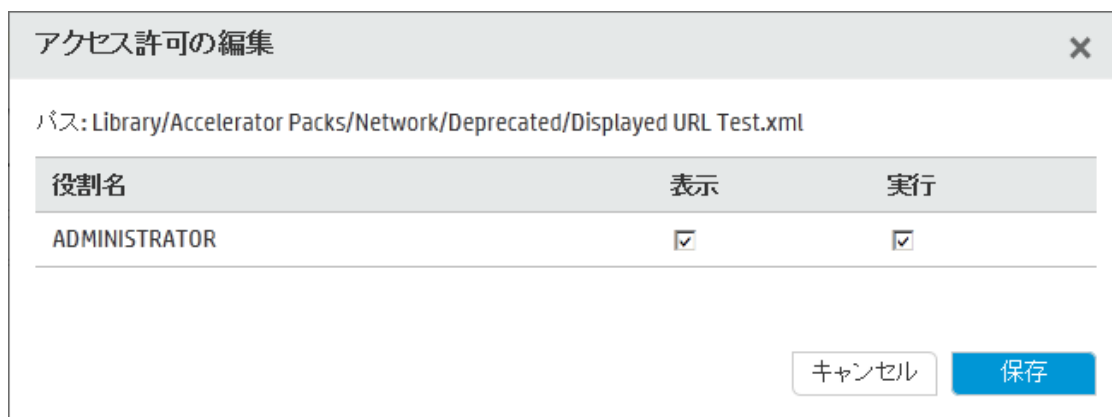 アクセス許可の編集
パス: Library/Accelerator Packs/Network/Deprecated/Displayed URL Test.xml
役割名 表示 実行
ADMINISTRATOR
キャンセル 保存